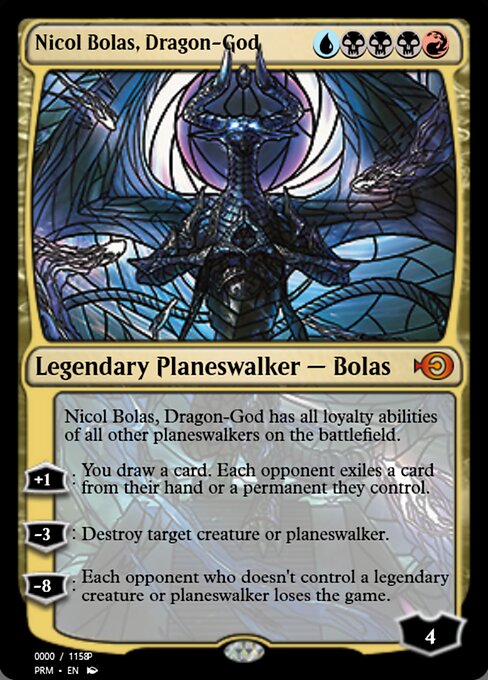 Nicol Bolas, Dragon-God
Legendary Planeswalker — Bolas
Nicol Bolas, Dragon-God has all loyalty abilities
of all other planeswalkers on the battlefield.
+1 : You draw a card. Each opponent exiles a card
from their hand or a permanent they control.
-3 : Destroy target creature or planeswalker.
-8 : Each opponent who doesn't control a legendary
creature or planeswalker loses the game.
4
0000 / 1158P
PRM • EN